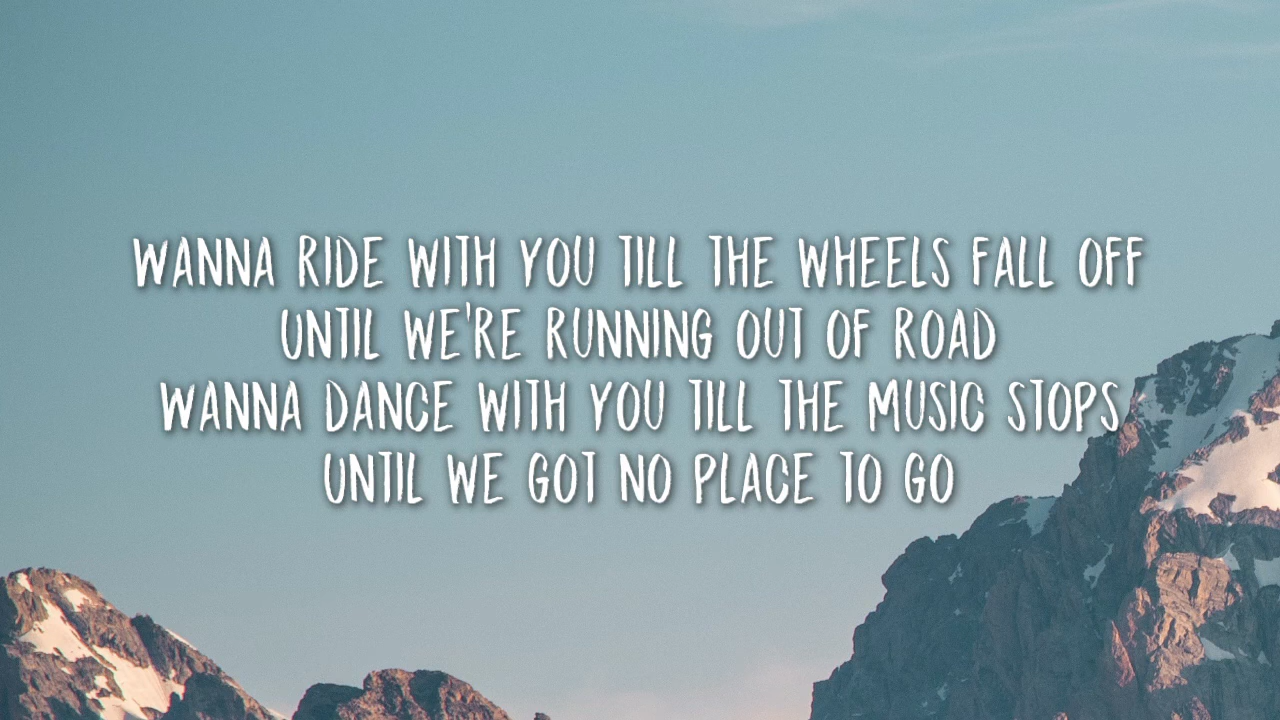 WANNA RIDE WITH YOU TILL THE WHEELS FALL OFF
UNTIL WE'RE RUNNING OUT OF ROAD
WANNA DANCE WITH YOU TILL THE MUSIC STOPS
UNTIL WE GOT NO PLACE TO GO